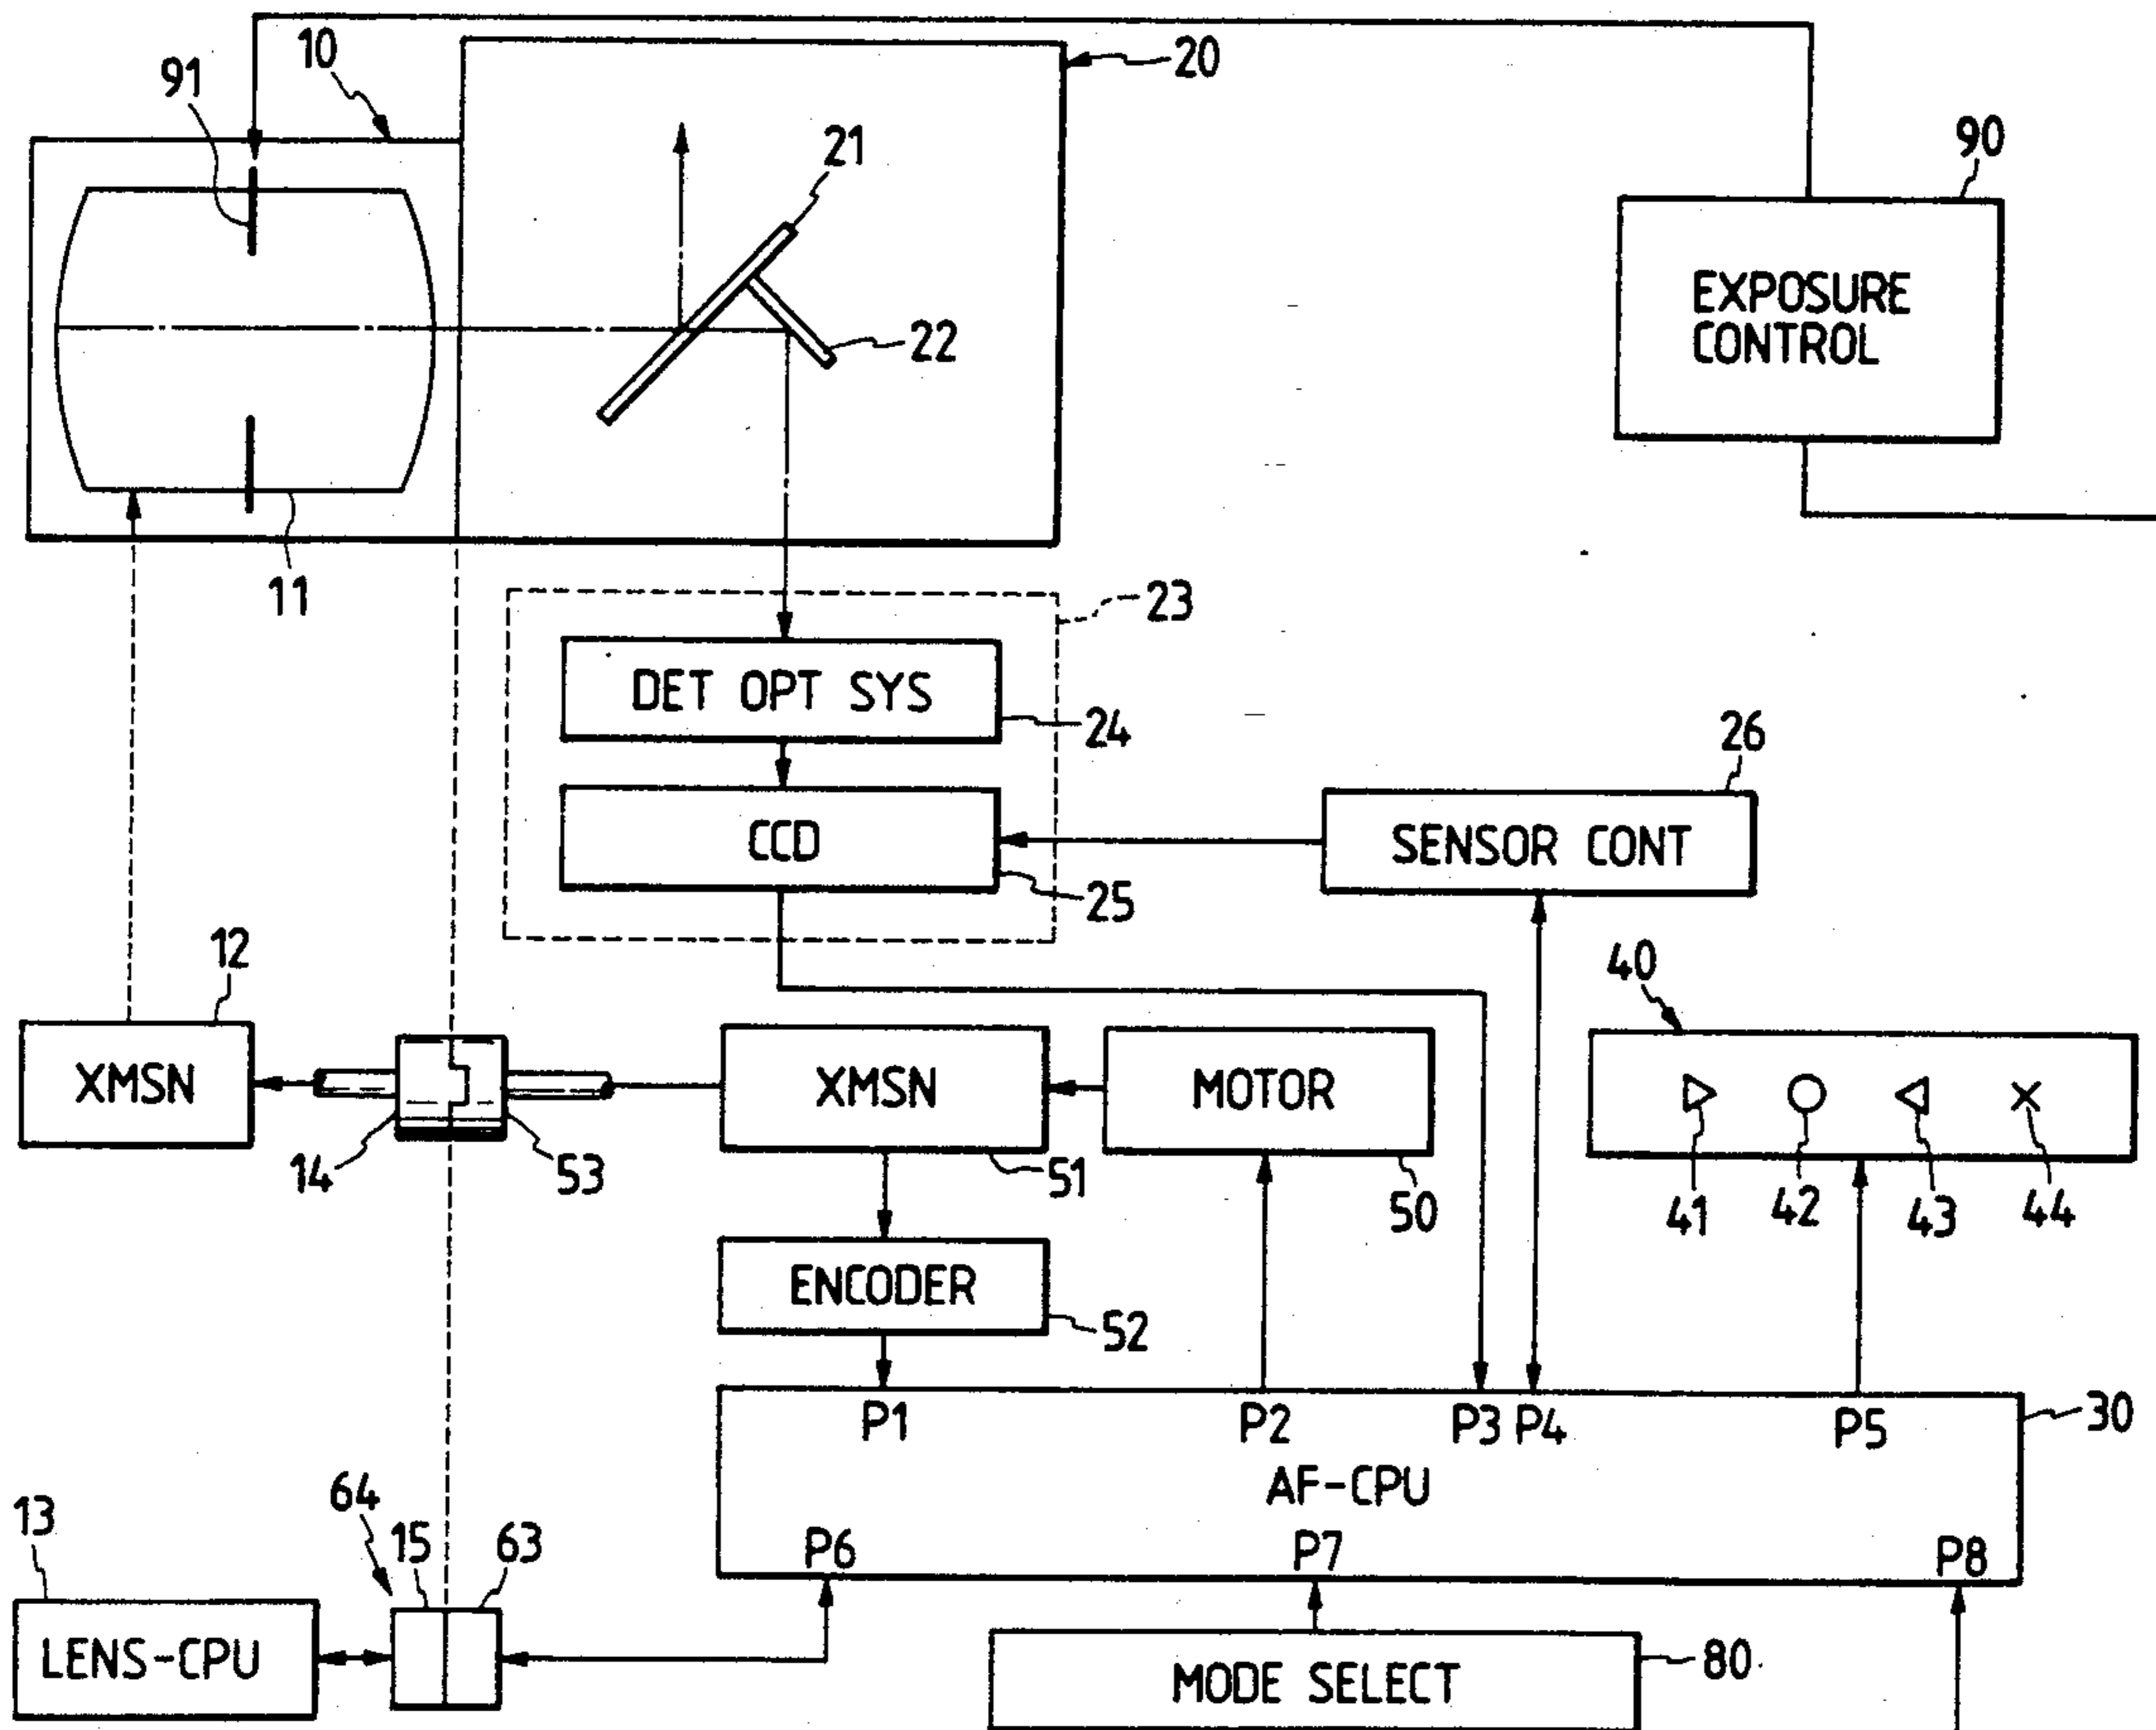 10
20
91
21
90
EXPOSURE
CONTROL
22
11
23
DET OPT SYS
24
26
CCD
SENSOR CONT
25
12
40
XMSN
XMSN
MOTOR
14
53
51
50
41
42
43
44
ENCODER
52
P1
P2
P3
P4
P5
30
AF-CPU
64
13
15
63
P6
P7
P8
LENS-CPU
MODE SELECT
80